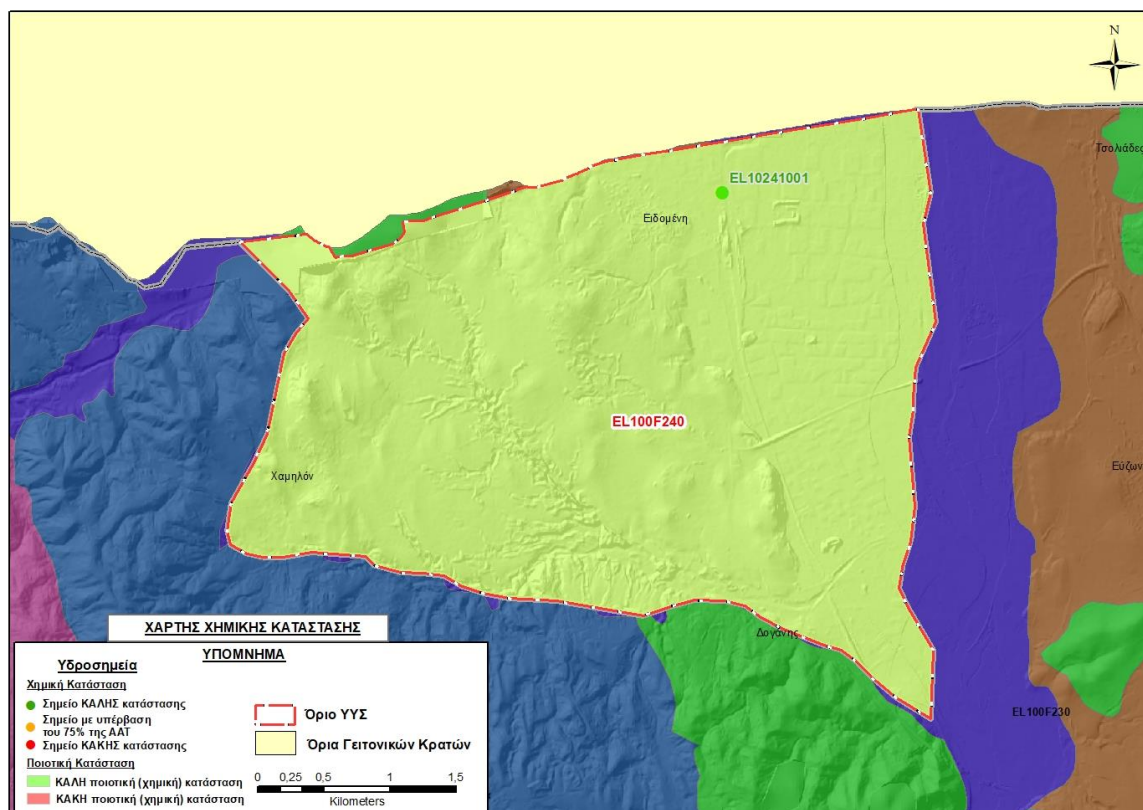 N
Τσολιάδες
EL10241001
Ειδομένη
EL100F240
Εύζων
Χαμηλόν
Δογάνης
EL100F230
ΧΑΡΤΗΣ ΧΗΜΙΚΗΣ ΚΑΤΑΣΤΑΣΗΣ
ΥΠΟΜΝΗΜΑ
Υδροσημεία
Χημική Κατάσταση
Σημείο ΚΑΛΗΣ κατάστασης
Σημείο με υπέρβαση
του 75% της ΑΑΤ
Σημείο ΚΑΚΗΣ κατάστασης
Ποιοτική Κατάσταση
ΚΑΛΗ ποιοτική (χημική) κατάσταση
ΚΑΚΗ ποιοτική (χημική) κατάσταση
Όριο ΥΥΣ
Όρια Γειτονικών Κρατών
0 0,25 0,5 1 1,5
Kilometers